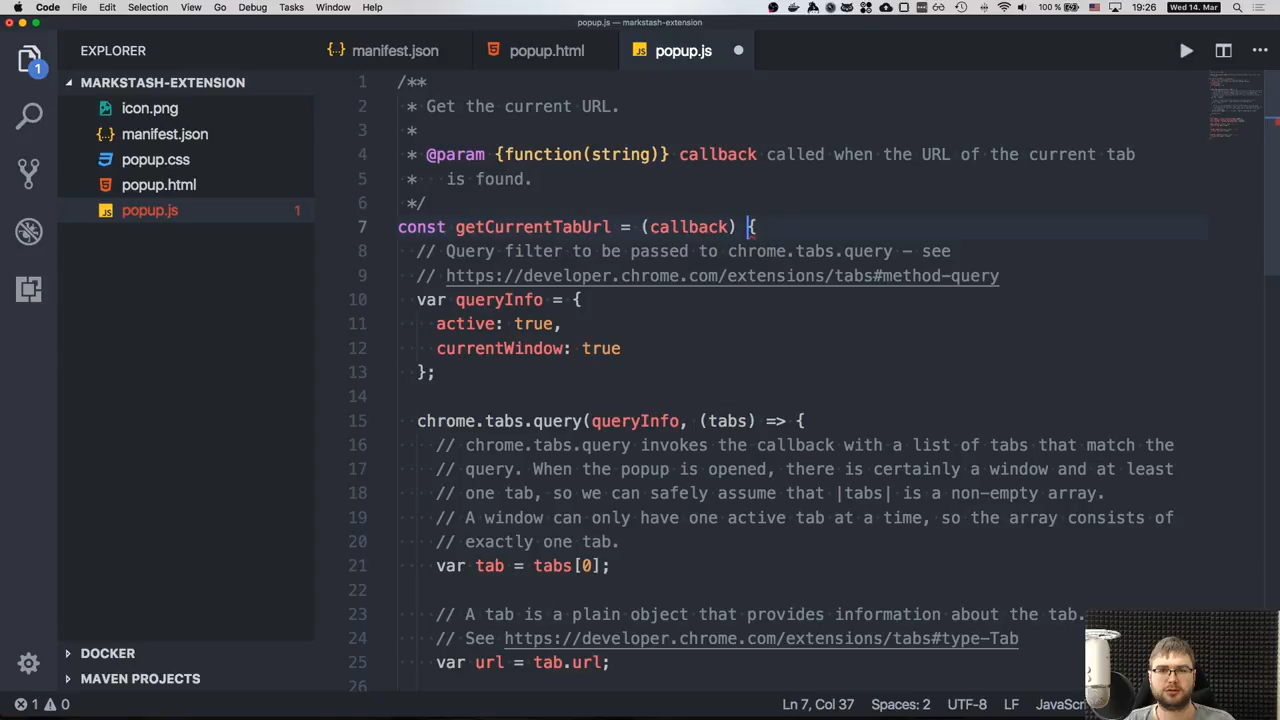 Code File Edit Selection View Go Debug Tasks Window Help 100 % 19:26 Wed 14. Mar
popup.js — markstash-extension
EXPLORER
manifest.json
popup.html
popup.js
1
MARKSTASH-EXTENSION
icon.png
manifest.json
popup.css
popup.html
popup.js 1
1 /**
2 * Get the current URL.
3 *
4 * @param {function(string)} callback called when the URL of the current tab
5 * is found.
6 */
7 const getCurrentTabUrl = (callback) {
8 // Query filter to be passed to chrome.tabs.query - see
9 // https://developer.chrome.com/extensions/tabs#method-query
10 var queryInfo = {
11 active: true,
12 currentWindow: true
13 };
14
15 chrome.tabs.query(queryInfo, (tabs) => {
16 // chrome.tabs.query invokes the callback with a list of tabs that match the
17 // query. When the popup is opened, there is certainly a window and at least
18 // one tab, so we can safely assume that |tabs| is a non-empty array.
19 // A window can only have one active tab at a time, so the array consists of
20 // exactly one tab.
21 var tab = tabs[0];
22
23 // A tab is a plain object that provides information about the tab.
24 // See https://developer.chrome.com/extensions/tabs#type-Tab
25 var url = tab.url;
26
DOCKER
MAVEN PROJECTS
1 0
Ln 7, Col 37 Spaces: 2 UTF-8 LF JavaScr